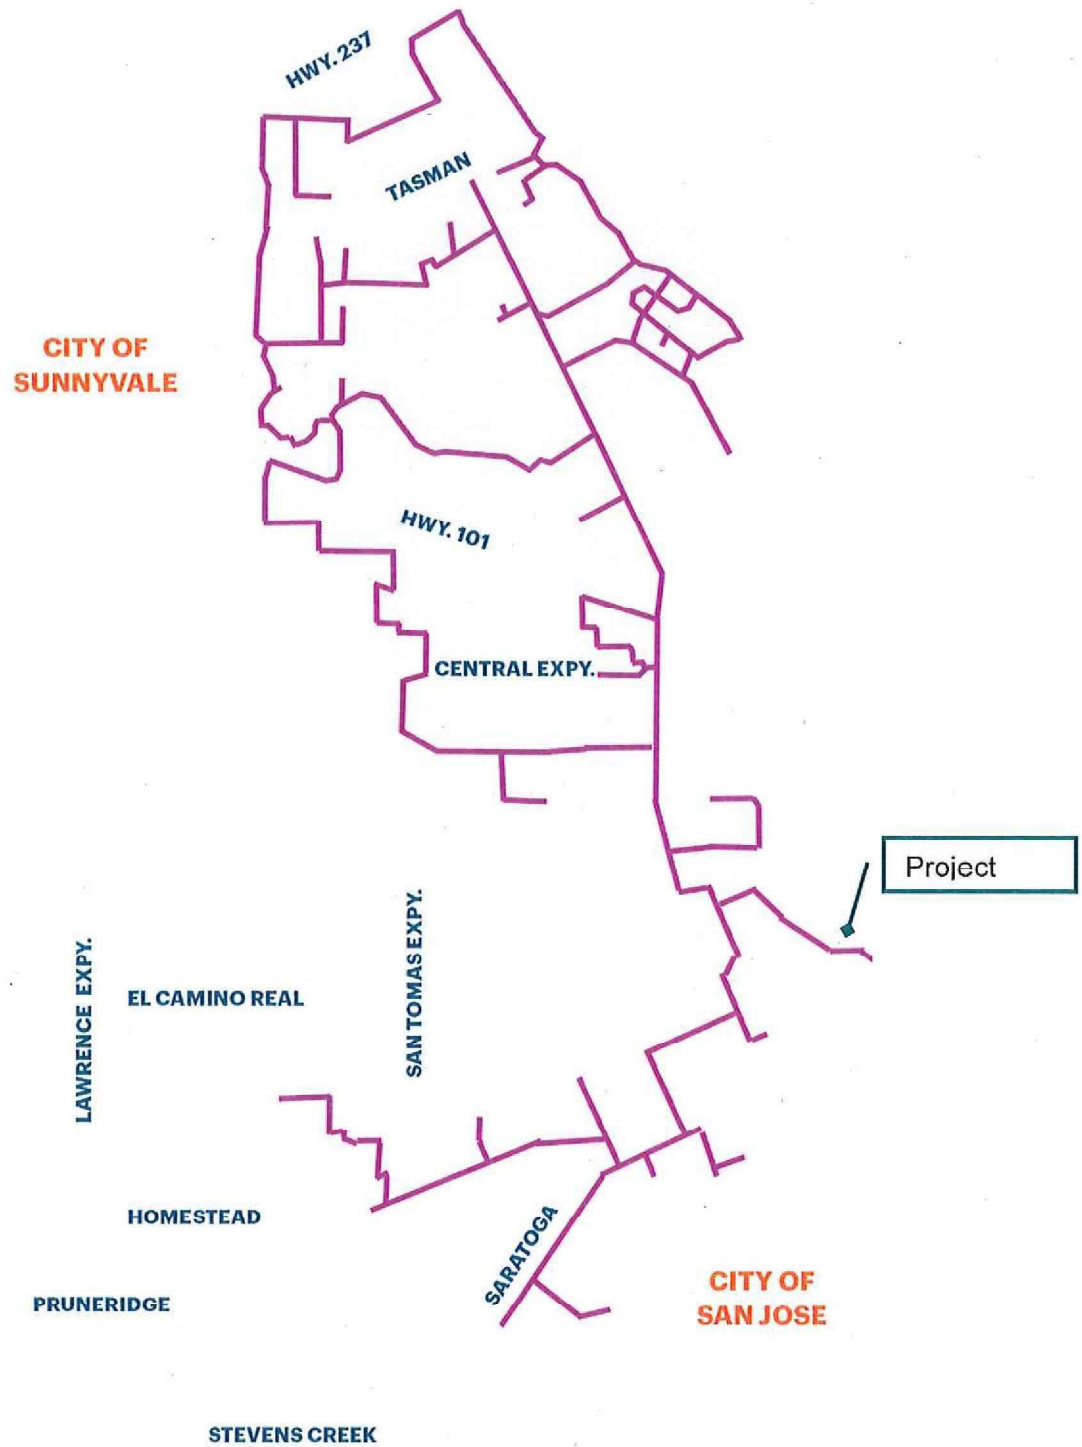 HWY. 237
TASMAN
CITY OF
SUNNYVALE
HWY. 101
CENTRAL EXPY.
Project
SAN TOMAS EXPY.
LAWRENCE EXPY.
EL CAMINO REAL
HOMESTEAD
SARATOGA
CITY OF
SAN JOSE
PRUNERIDGE
STEVENS CREEK